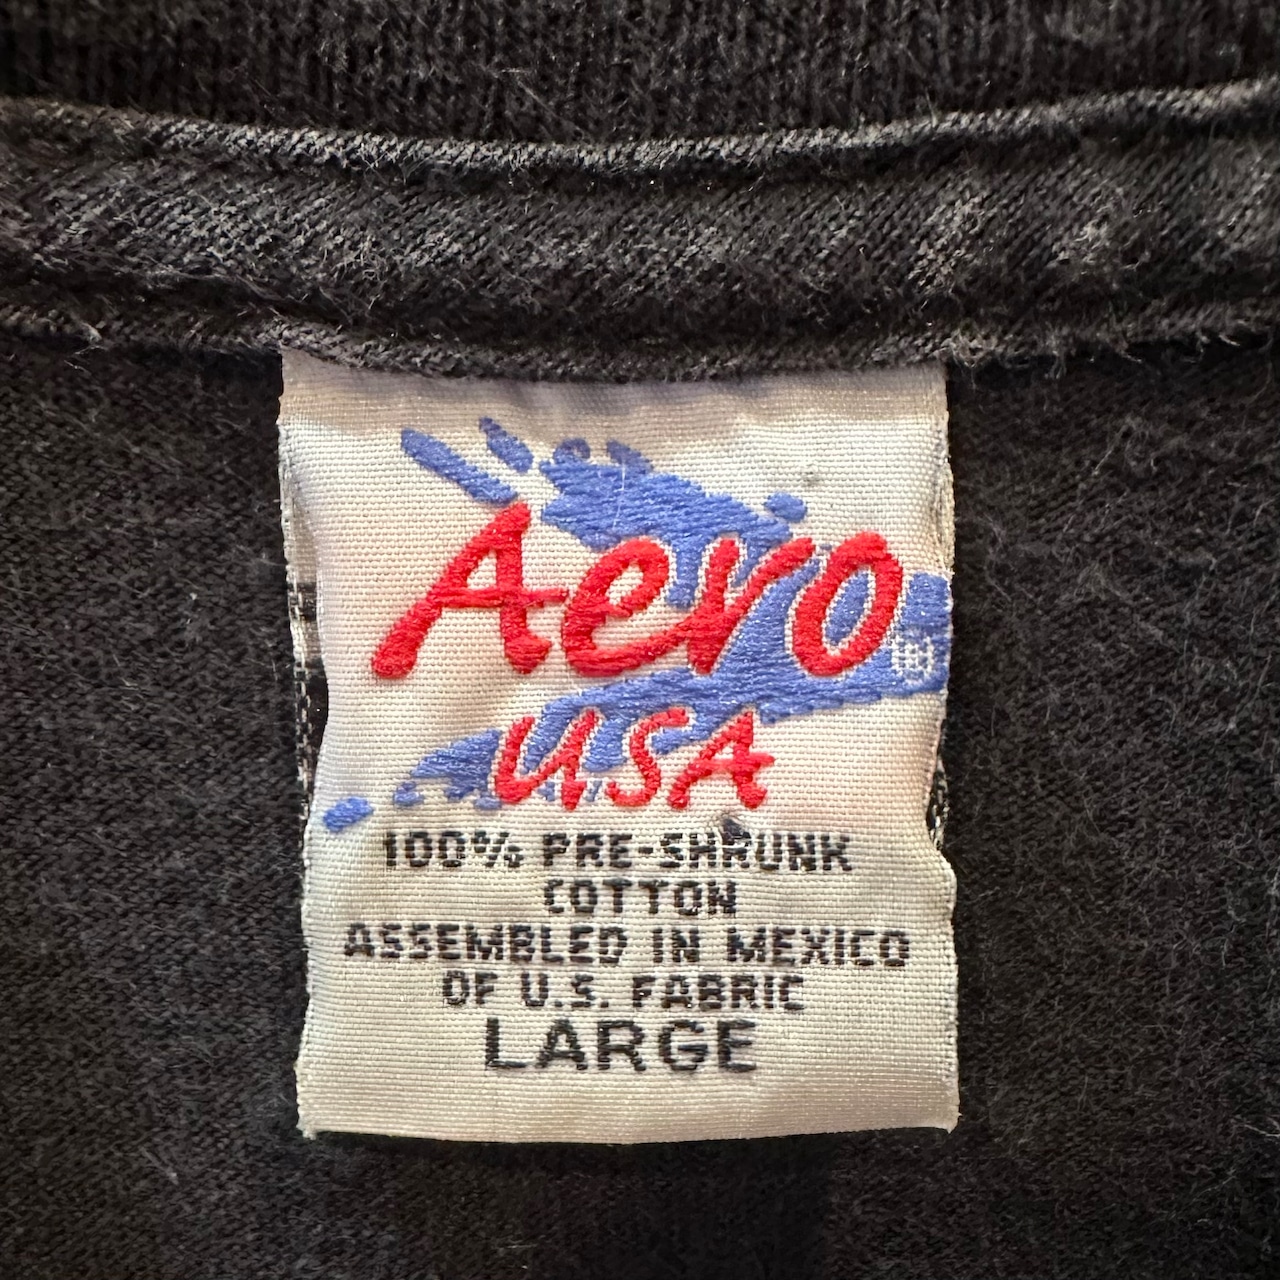 Aero®
USA
100% PRE-SHRUNK
COTTON
ASSEMBLED IN MEXICO
OF U.S. FABRIC
LARGE